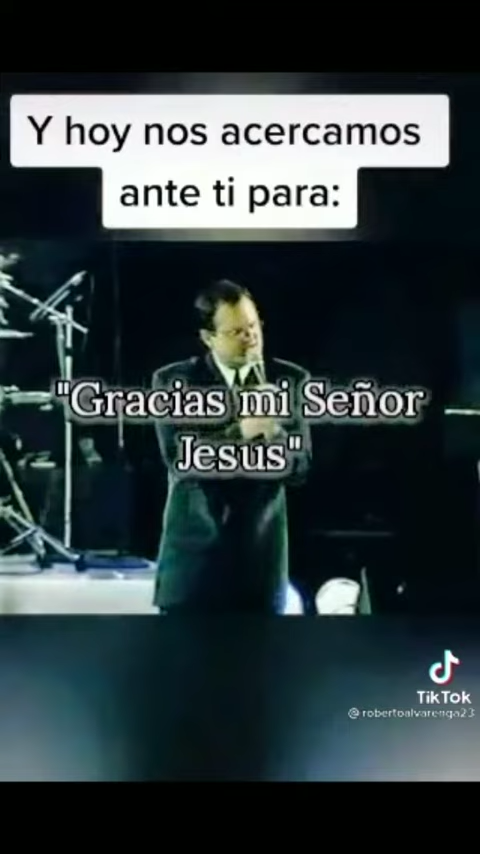 Y hoy nos acercamos
ante ti para:
"Gracias mi Señor
Jesus"
TikTok
@robertoalvarenga23